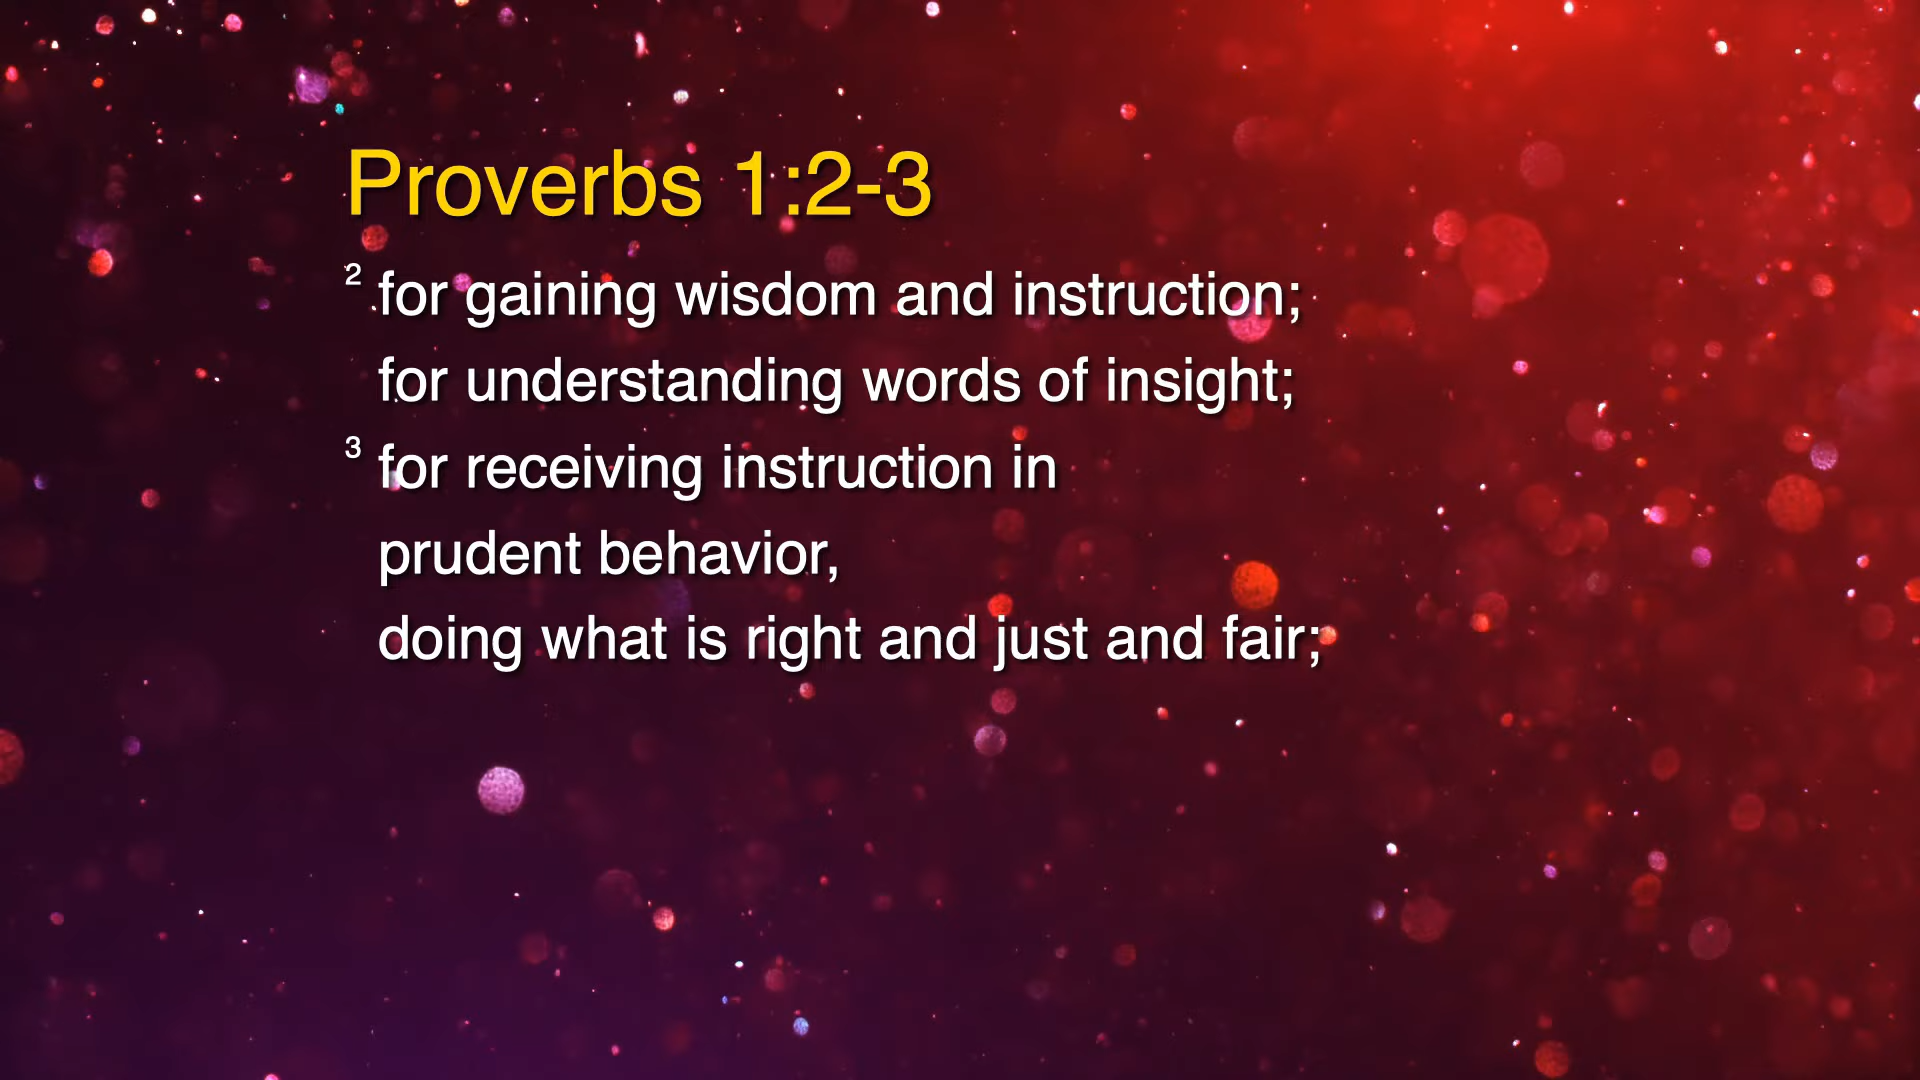 Proverbs 1:2-3
2 for gaining wisdom and instruction;
for understanding words of insight;
3 for receiving instruction in
prudent behavior,
doing what is right and just and fair;